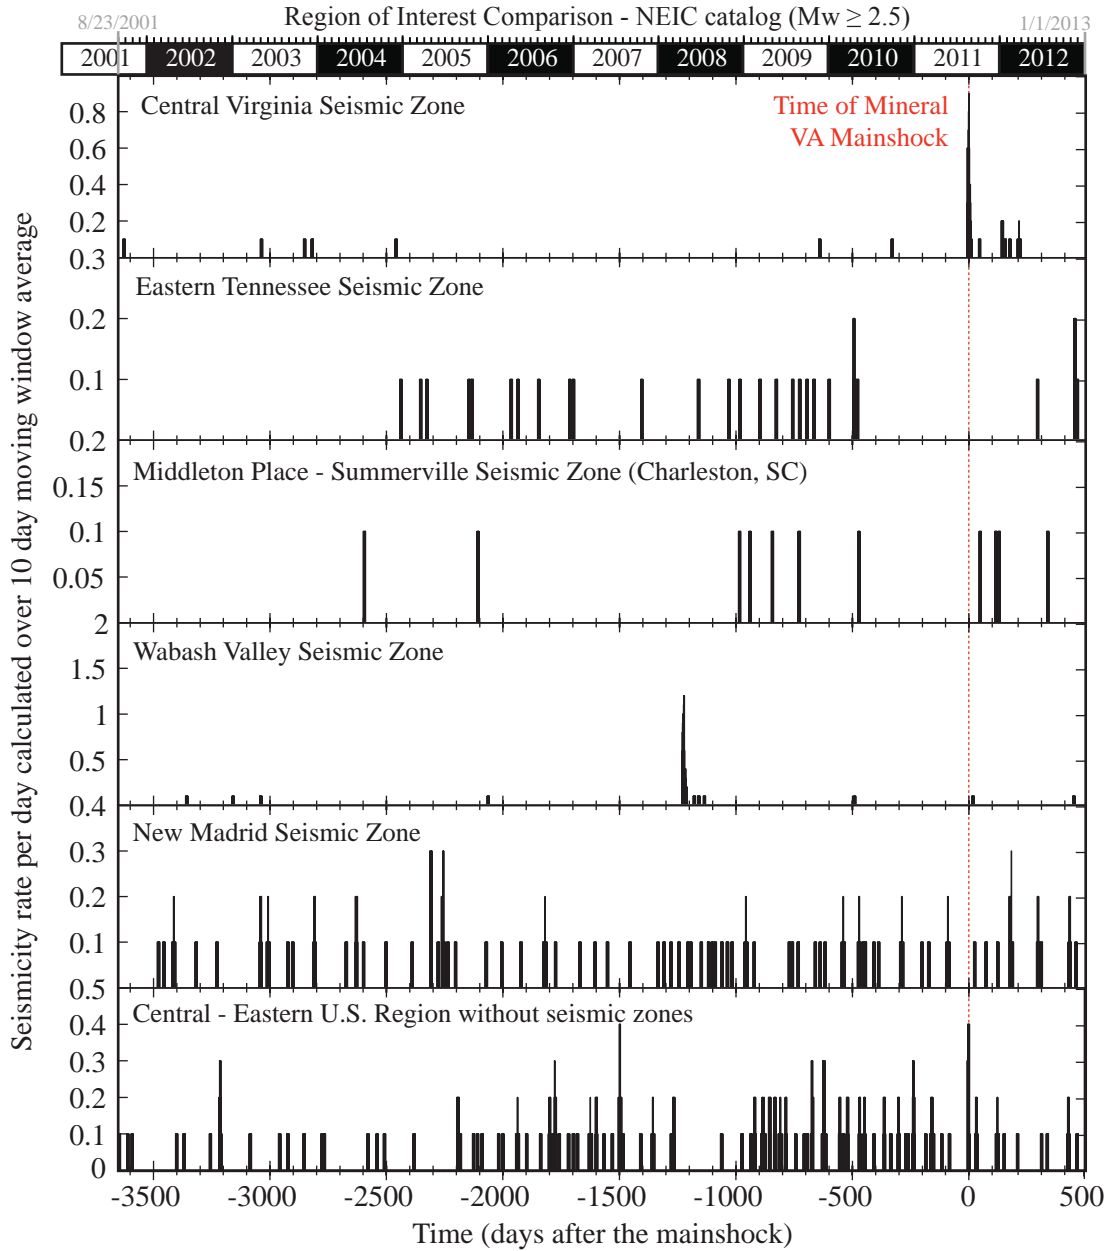 Region of Interest Comparison - NEIC catalog (Mw ≥ 2.5)
8/23/2001
1/1/2013
2001 2002 2003 2004 2005 2006 2007 2008 2009 2010 2011 2012
Seismicity rate per day calculated over 10 day moving window average
Central Virginia Seismic Zone
Time of Mineral
VA Mainshock
0.8
0.6
0.4
0.2
0.3
Eastern Tennessee Seismic Zone
0.2
0.1
0.2
Middleton Place - Summerville Seismic Zone (Charleston, SC)
0.15
0.1
0.05
2
Wabash Valley Seismic Zone
1.5
1
0.5
0.4
New Madrid Seismic Zone
0.3
0.2
0.1
0.5
Central - Eastern U.S. Region without seismic zones
0.4
0.3
0.2
0.1
0
-3500 -3000 -2500 -2000 -1500 -1000 -500 0 500
Time (days after the mainshock)